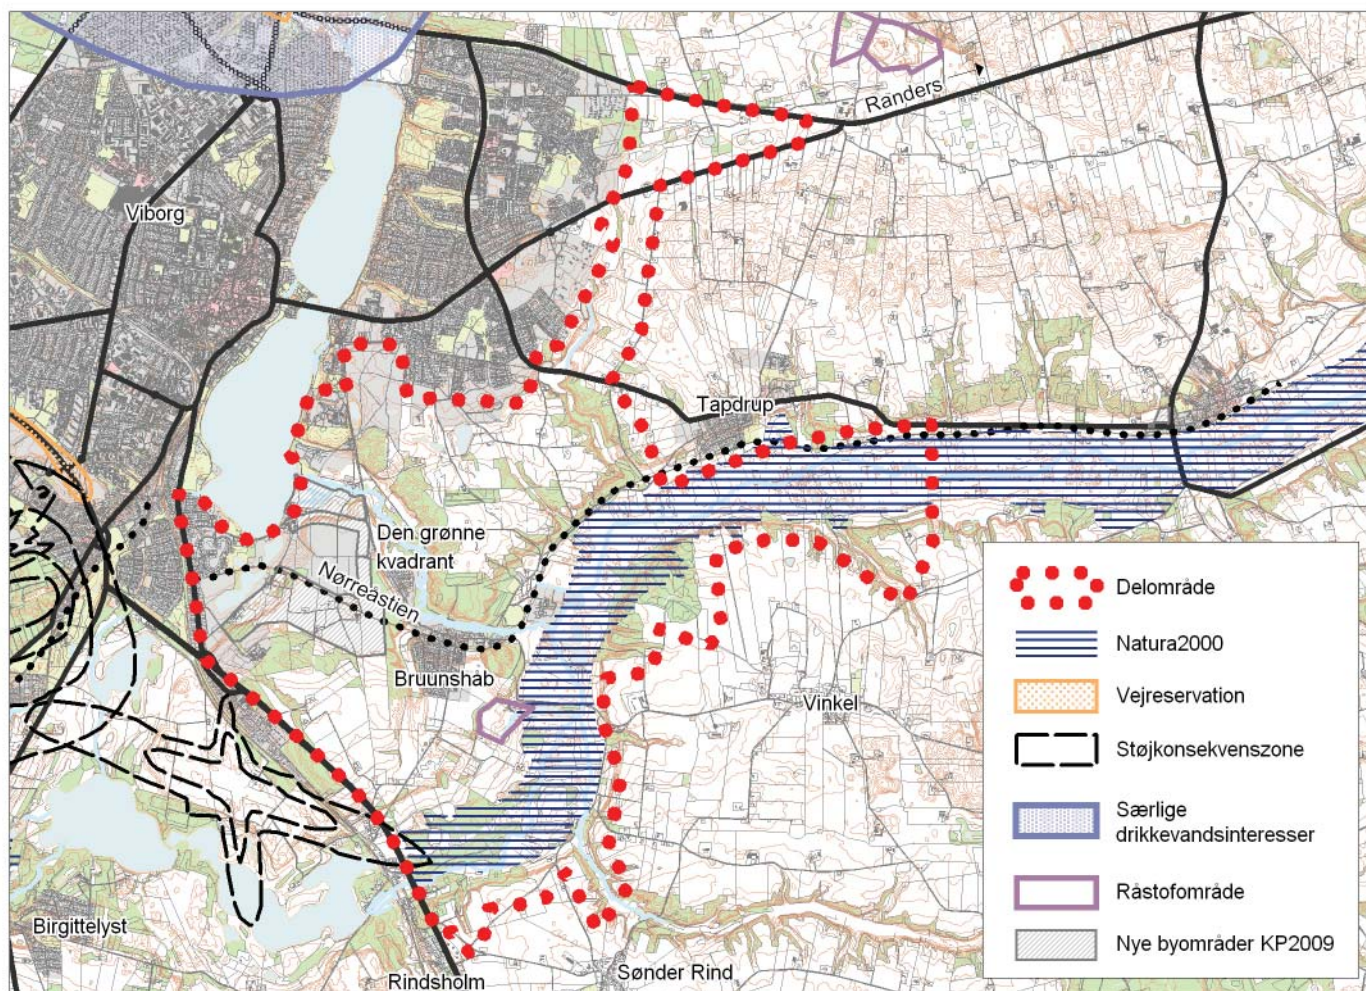 Randers
Viborg
Tapdrup
Den grønne
kvadrant
Nørreåstien
Bruunshåb
Vinkel
Birgittelyst
Rindsholm
Sønder Rind
Delområde
Natura2000
Vejreservation
Støjkonsekvenszone
Særlige
drikkevandsinteresser
Råstofområde
Nye byområder KP2009